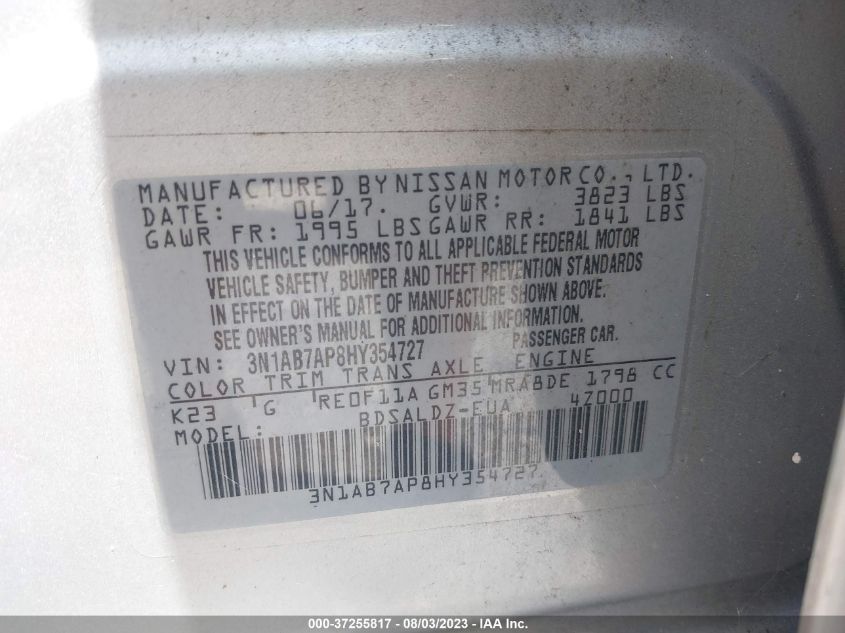 MANUFACTURED BY NISSAN MOTOR CO., LTD.
DATE: 06/17. GVWR: 3823 LBS
GAWR FR: 1995 LBS GAWR RR: 1841 LBS
THIS VEHICLE CONFORMS TO ALL APPLICABLE FEDERAL MOTOR
VEHICLE SAFETY, BUMPER AND THEFT PREVENTION STANDARDS
IN EFFECT ON THE DATE OF MANUFACTURE SHOWN ABOVE.
SEE OWNER'S MANUAL FOR ADDITIONAL INFORMATION.
VIN: 3N1AB7AP8HY354727 PASSENGER CAR.
COLOR TRIM TRANS AXLE ENGINE
K23 G RE0F11A GM35 MRA8DE 1798 CC
MODEL: BDSALDZ-EUA 4Z000
3N1AB7AP8HY354727
000-37255817 - 08/03/2023 - IAA Inc.